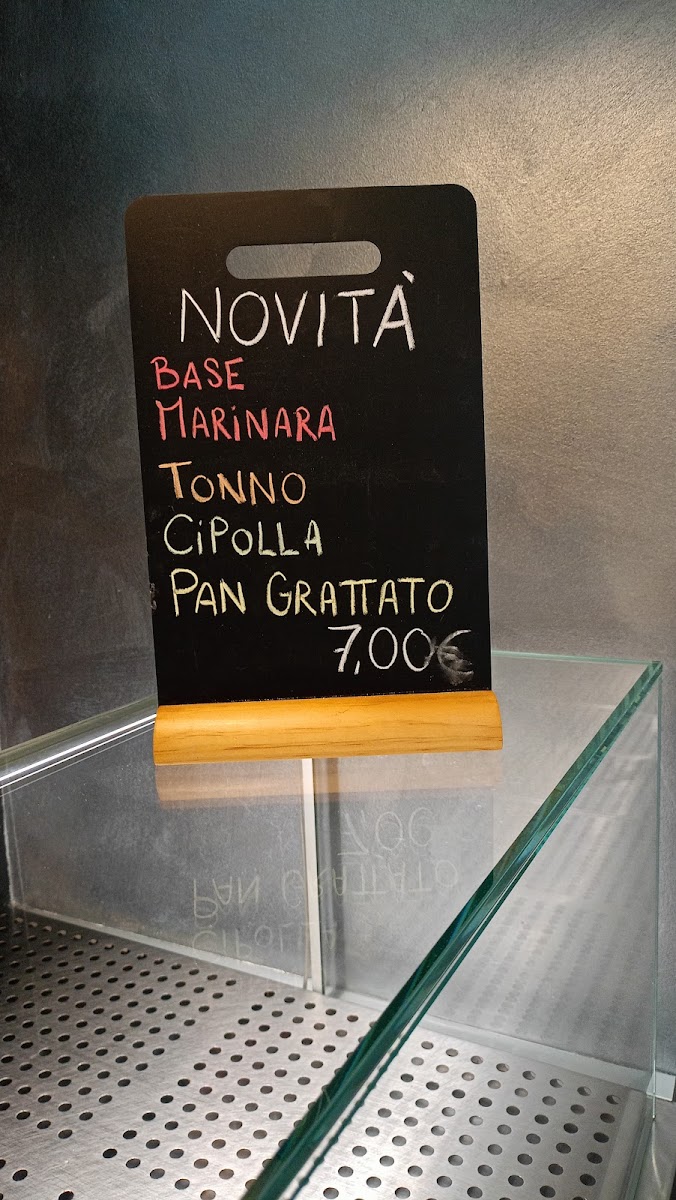 NOVITÀ
BASE
MARiNARA
TONNO
CiPOLLA
PAN GRATTATO
7,00€